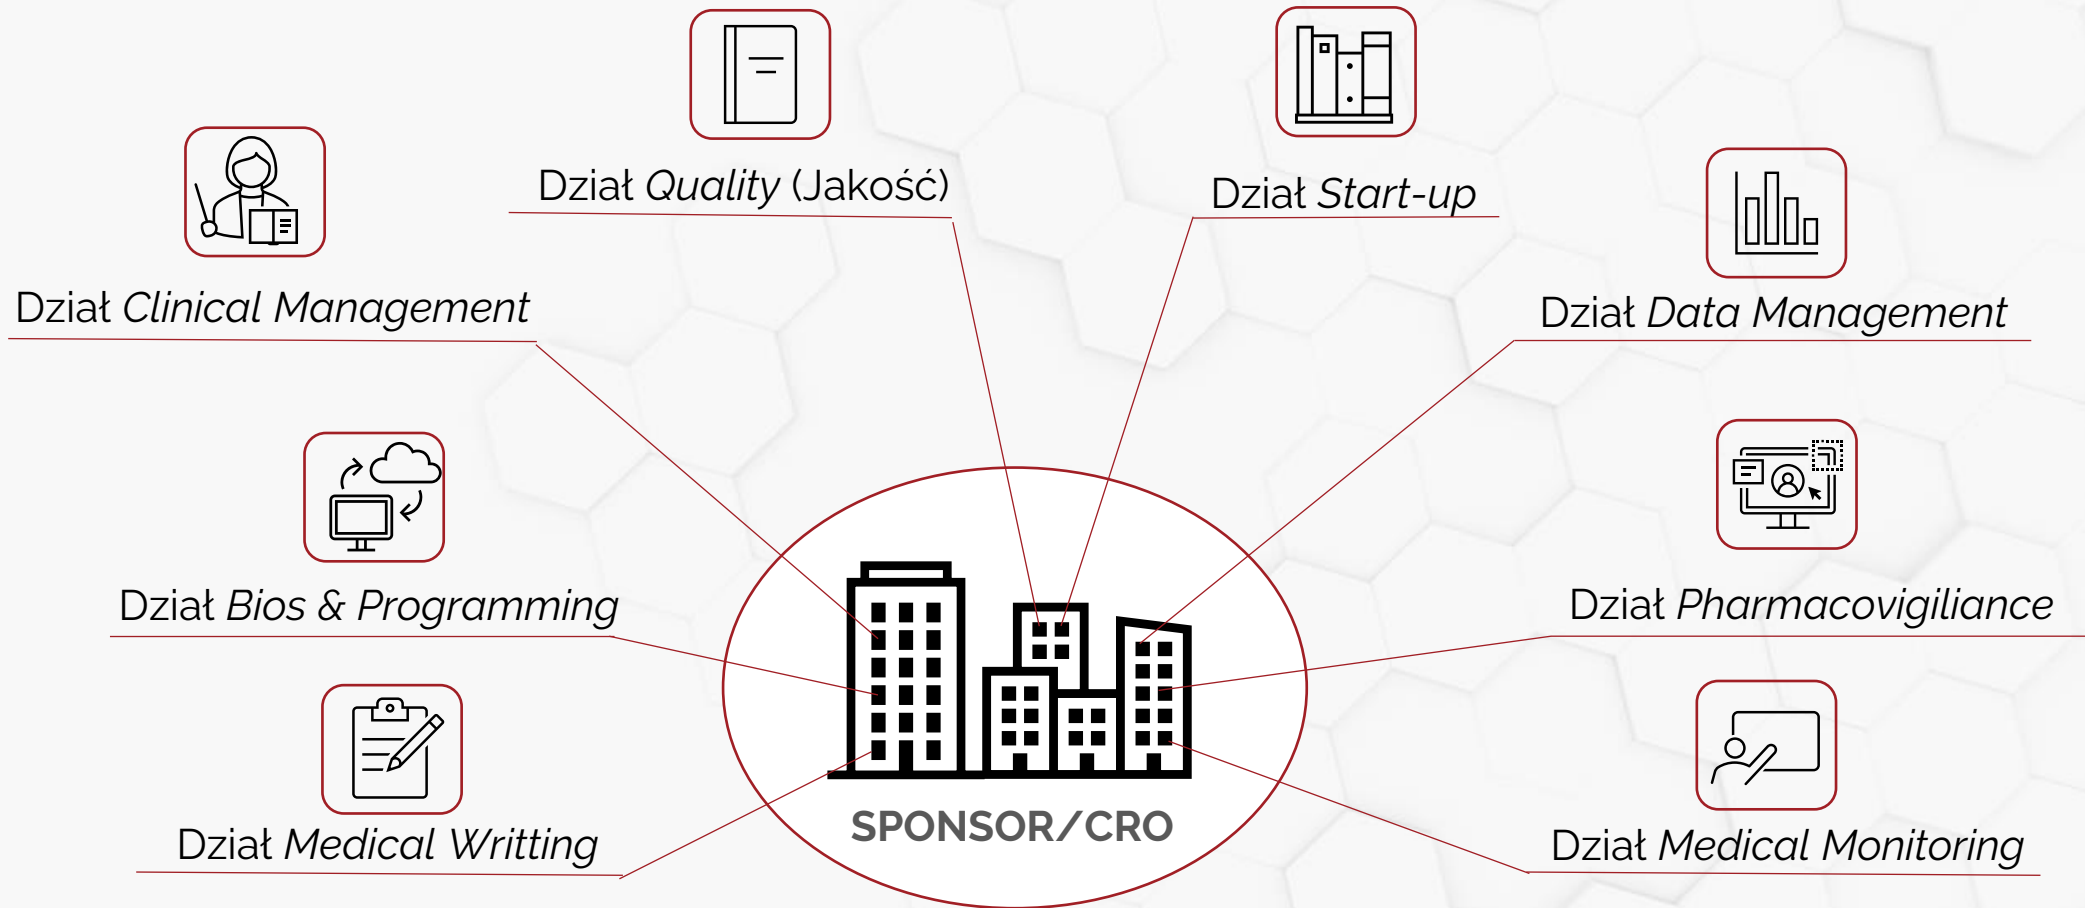 Dział Quality (Jakość)
Dział Start-up
Dział Clinical Management
Dział Data Management
Dział Bios & Programming
Dział Pharmacovigiliance
Dział Medical Writting
SPONSOR/CRO
Dział Medical Monitoring